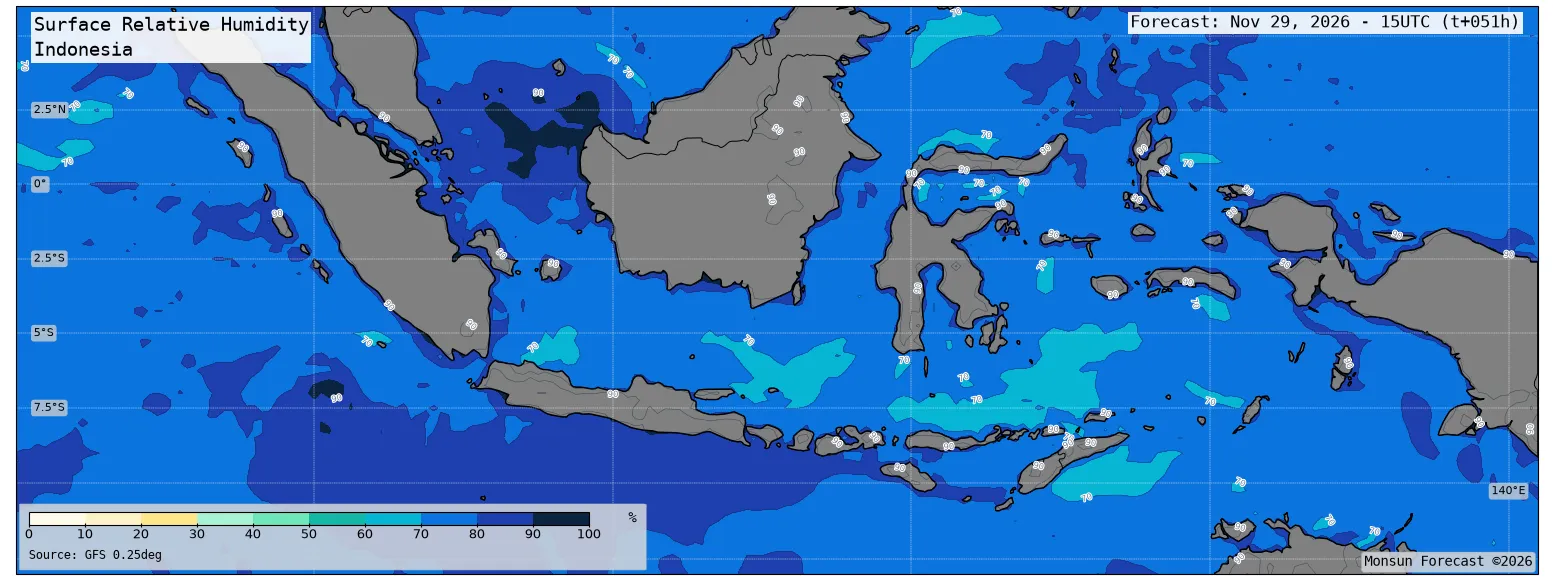 Surface Relative Humidity
Indonesia
Forecast: Nov 29, 2026 - 15UTC (t+051h)
2.5°N
0°
2.5°S
5°S
7.5°S
140°E
0 10 20 30 40 50 60 70 80 90 100
%
Source: GFS 0.25deg
Monsun Forecast ©2026